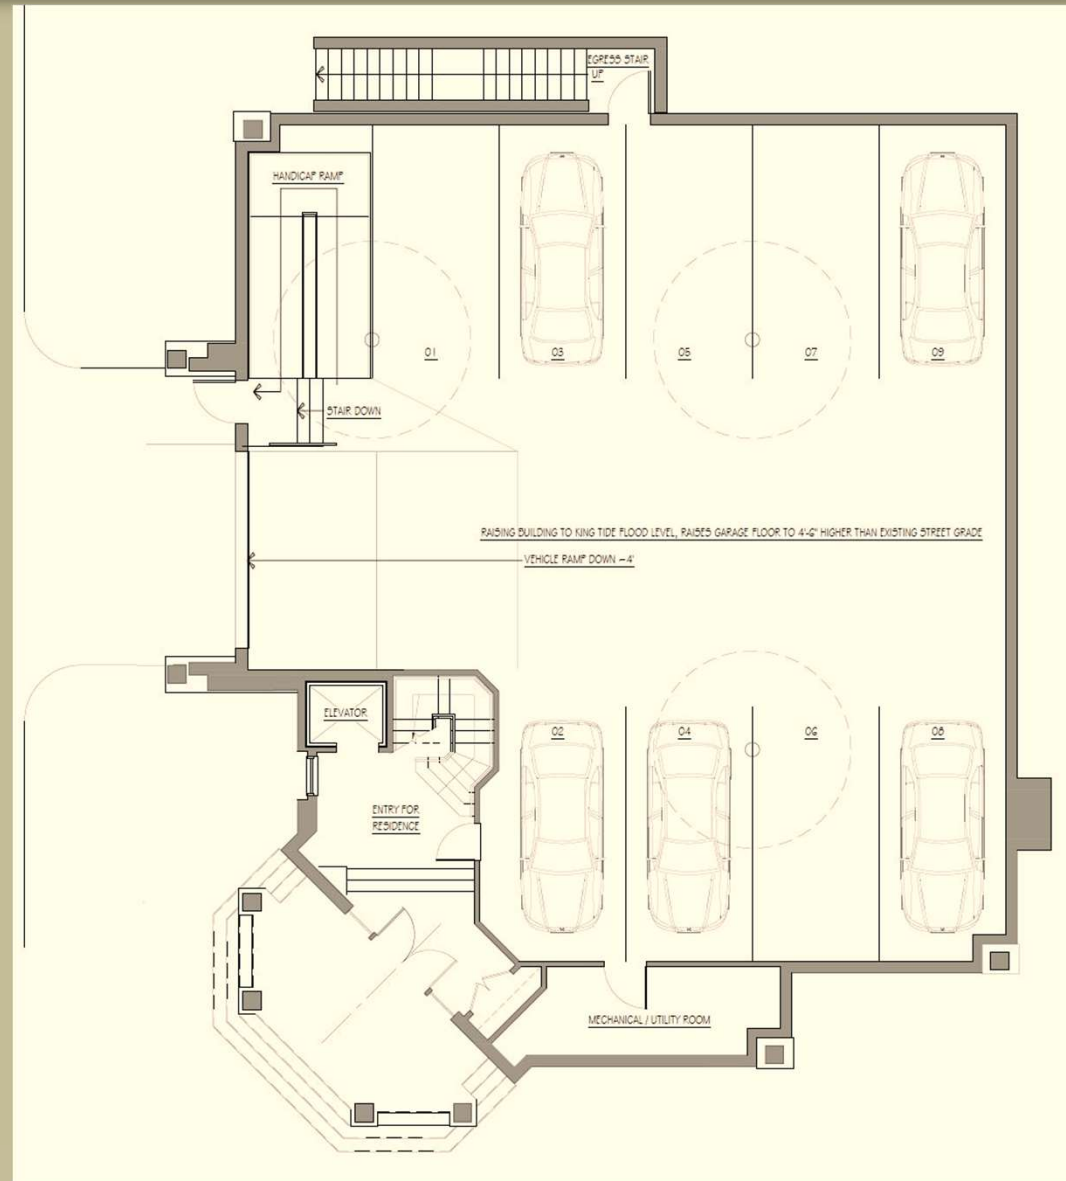 EGRESS STAIR
UP
HANDICAP RAMP
01
03
05
07
09
STAIR DOWN
RAISING BUILDING TO KING TIDE FLOOD LEVEL, RAISES GARAGE FLOOR TO 4'-6" HIGHER THAN EXISTING STREET GRADE
VEHICLE RAMP DOWN ~4'
ELEVATOR
02
04
06
08
ENTRY FOR
RESIDENCE
MECHANICAL / UTILITY ROOM